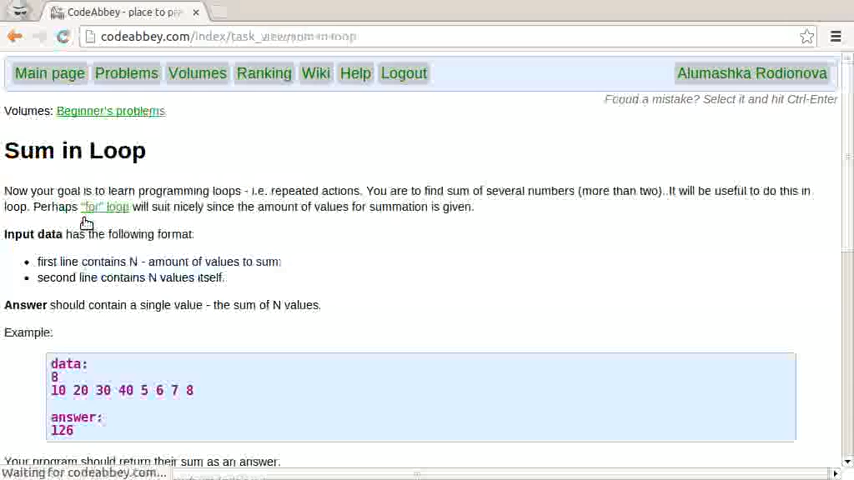 CodeAbbey - place to pr
codeabbey.com/index/task_view/sum-in-loop
Main page Problems Volumes Ranking Wiki Help Logout Alumashka Rodionova
Found a mistake? Select it and hit Ctrl-Enter
Volumes: Beginner's problems
Sum in Loop
Now your goal is to learn programming loops - i.e. repeated actions. You are to find sum of several numbers (more than two). It will be useful to do this in
loop. Perhaps "for" loop will suit nicely since the amount of values for summation is given.
Input data has the following format:
• first line contains N - amount of values to sum;
• second line contains N values itself.
Answer should contain a single value - the sum of N values.
Example:
data:
8
10 20 30 40 5 6 7 8
answer:
126
Your program should return their sum as an answer.
Waiting for codeabbey.com...